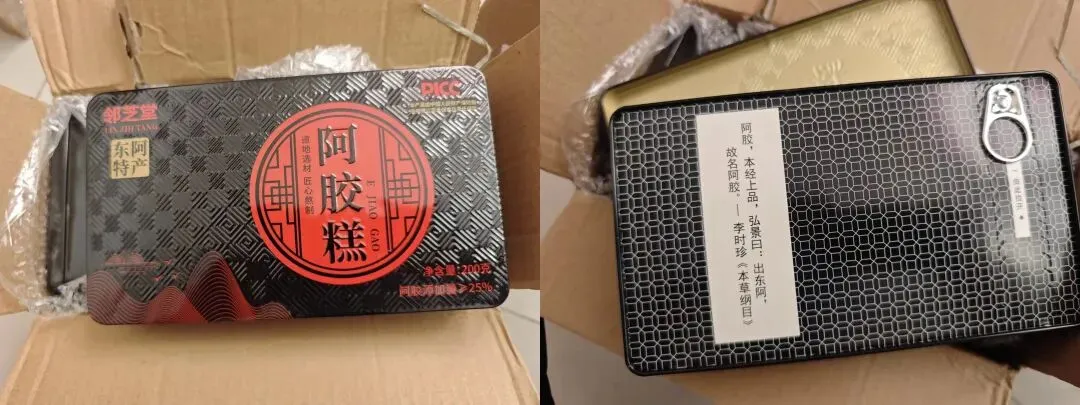 邻芝堂
LIN ZHI TANG
东阿
特产
PICC
道地选材 匠心熬制
阿胶糕
E JIAO GAO
净含量:200克
阿胶添加量≥25%
阿胶,本经上品,弘景曰:出东阿,
故名阿胶。— 李时珍《本草纲目》